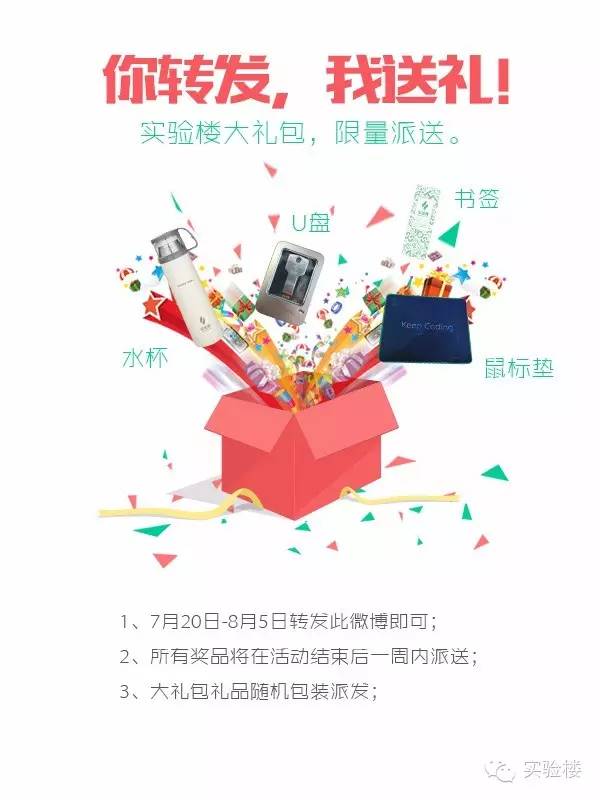 你转发，我送礼！
实验楼大礼包，限量派送。
书签
U盘
Keep Coding
水杯
鼠标垫
1、7月20日-8月5日转发此微博即可；
2、所有奖品将在活动结束后一周内派送；
3、大礼包礼品随机包装派发；
实验楼